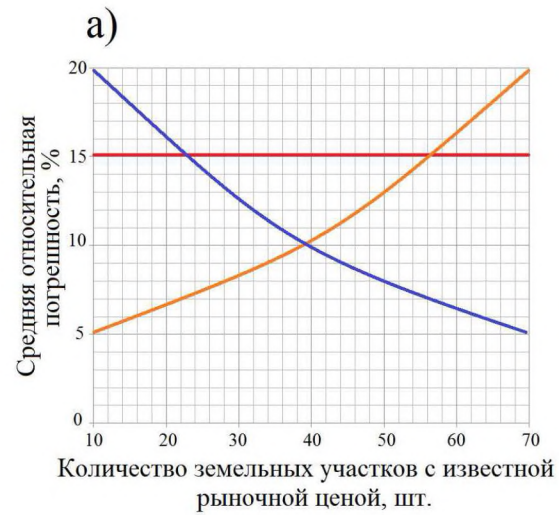 а)
Средняя относительная
погрешность, %
20
15
10
5
0
10 20 30 40 50 60 70
Количество земельных участков с известной
рыночной ценой, шт.